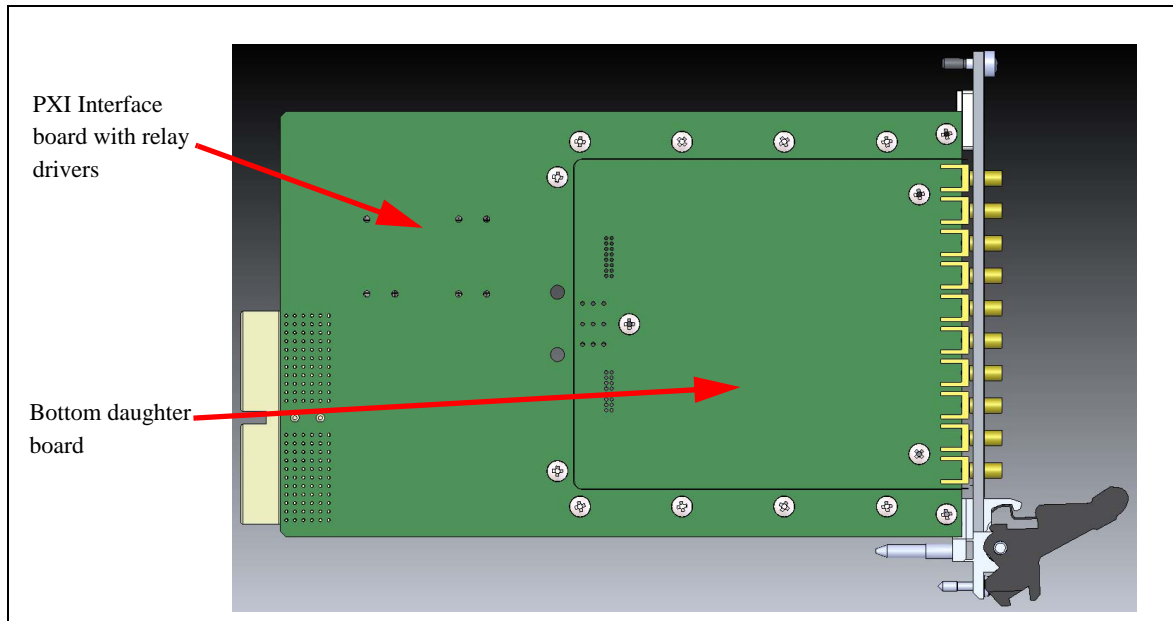 PXI Interface
board with relay
drivers
Bottom daughter
board